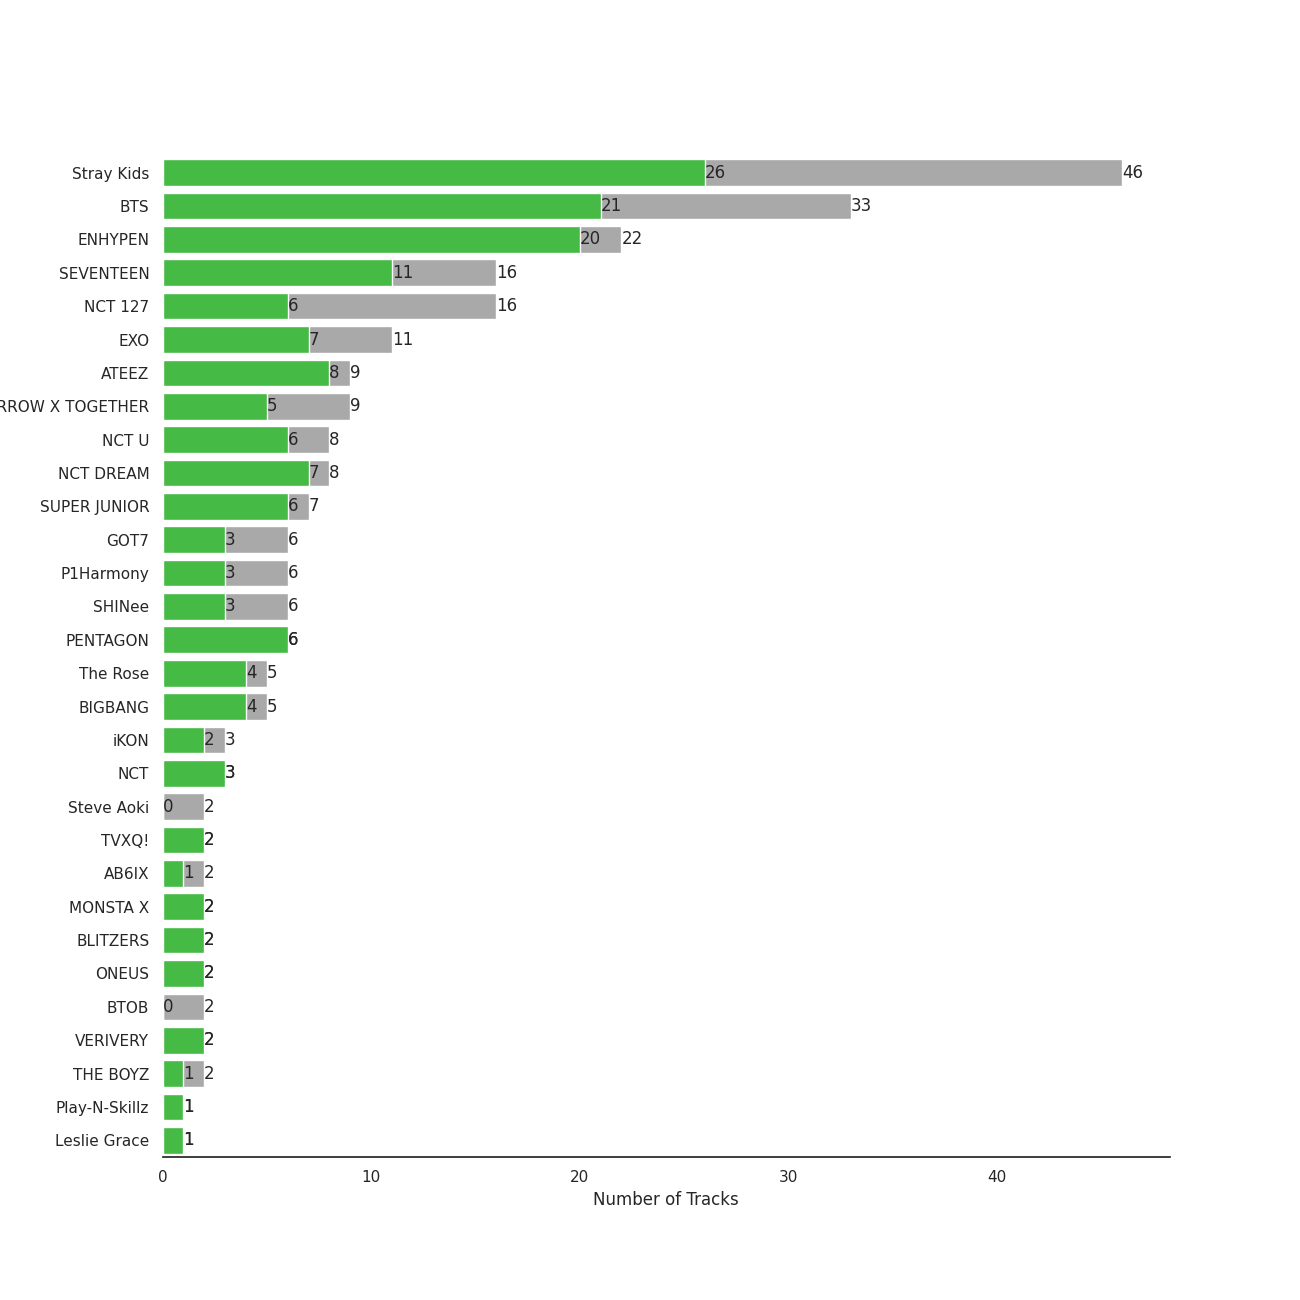 Stray Kids 26 46
BTS 21 33
ENHYPEN 20 22
SEVENTEEN 11 16
NCT 127 6 16
EXO 7 11
ATEEZ 8 9
RROW X TOGETHER 5 9
NCT U 6 8
NCT DREAM 7 8
SUPER JUNIOR 6 7
GOT7 3 6
P1Harmony 3 6
SHINee 3 6
PENTAGON 6
The Rose 4 5
BIGBANG 4 5
iKON 2 3
NCT 3
Steve Aoki 0 2
TVXQ! 2
AB6IX 1 2
MONSTA X 2
BLITZERS 2
ONEUS 2
BTOB 0 2
VERIVERY 2
THE BOYZ 1 2
Play-N-Skillz 1
Leslie Grace 1
0 10 20 30 40
Number of Tracks